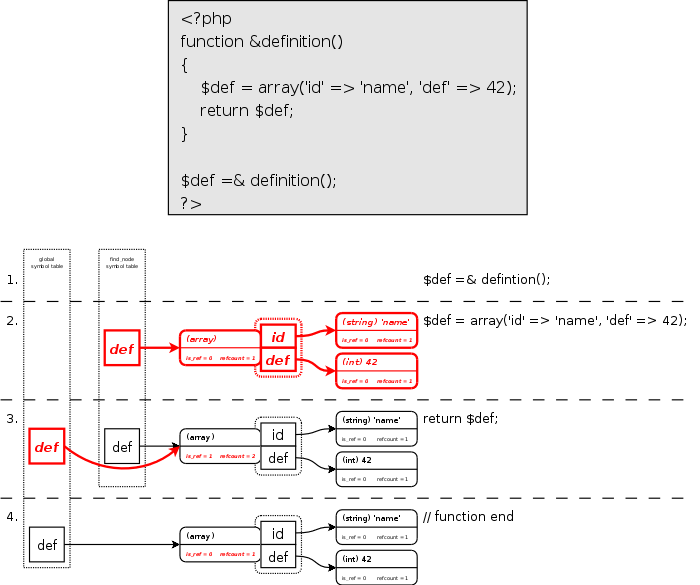 <?php
function &definition()
{
$def = array('id' => 'name', 'def' => 42);
return $def;
}
$def =& definition();
?>
global
symbol table
find_node
symbol table
1.
$def =& defintion();
2.
def
(array)
is_ref = 0 refcount = 1
id
def
(string) 'name'
is_ref = 0 refcount = 1
(int) 42
is_ref = 0 refcount = 1
$def = array('id' => 'name', 'def' => 42);
3.
def
def
(array)
is_ref = 1 refcount = 2
id
def
(string) 'name'
is_ref = 0 refcount = 1
(int) 42
is_ref = 0 refcount = 1
return $def;
4.
def
(array)
is_ref = 0 refcount = 1
id
def
(string) 'name'
is_ref = 0 refcount = 1
(int) 42
is_ref = 0 refcount = 1
// function end